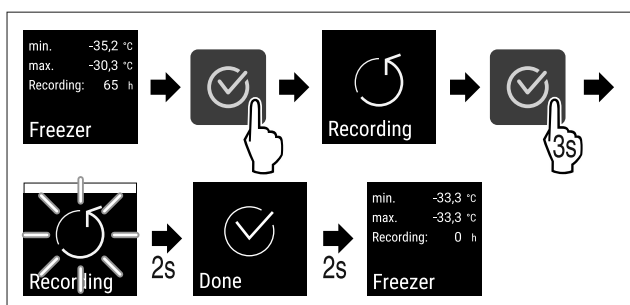 min. -35,2 °C
max. -30,3 °C
Recording: 65 h
Freezer
Recording
3s
Recording
2s
Done
2s
min. -33,3 °C
max. -33,3 °C
Recording: 0 h
Freezer